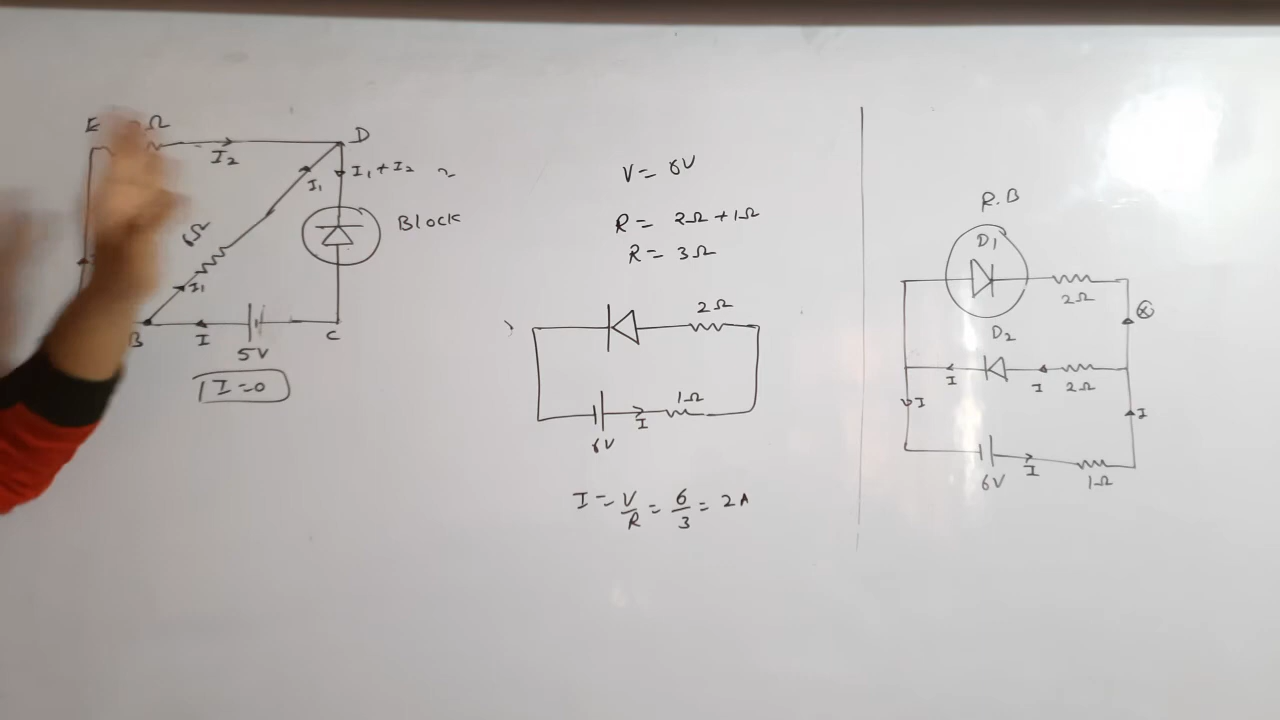 E Ω D
I₂
I₁
I₁ + I₂
Block
6Ω
I₁
B I C
5V
I=0
V= 6V
R= 2Ω + 1Ω
R= 3Ω
2Ω
1Ω
I
6V
I = V/R = 6/3 = 2A
R.B
D₁
2Ω
⊗
D₂
I I 2Ω
I I
6V I 1Ω